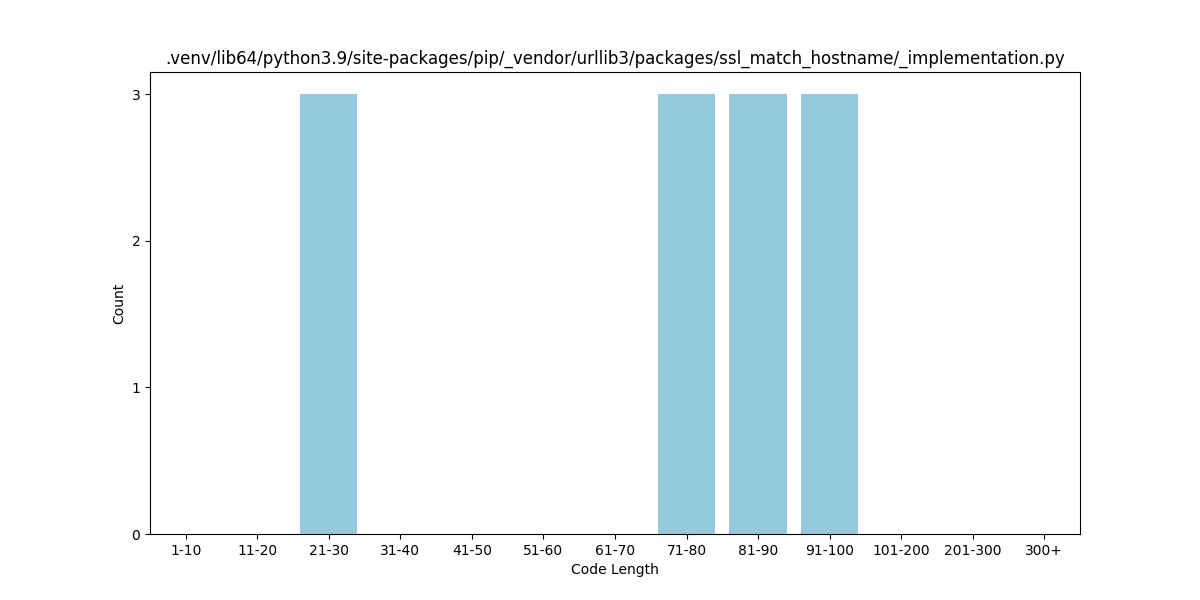 .venv/lib64/python3.9/site-packages/pip/_vendor/urllib3/packages/ssl_match_hostname/_implementation.py
3
2
1
0
Count
1-10 11-20 21-30 31-40 41-50 51-60 61-70 71-80 81-90 91-100 101-200 201-300 300+
Code Length